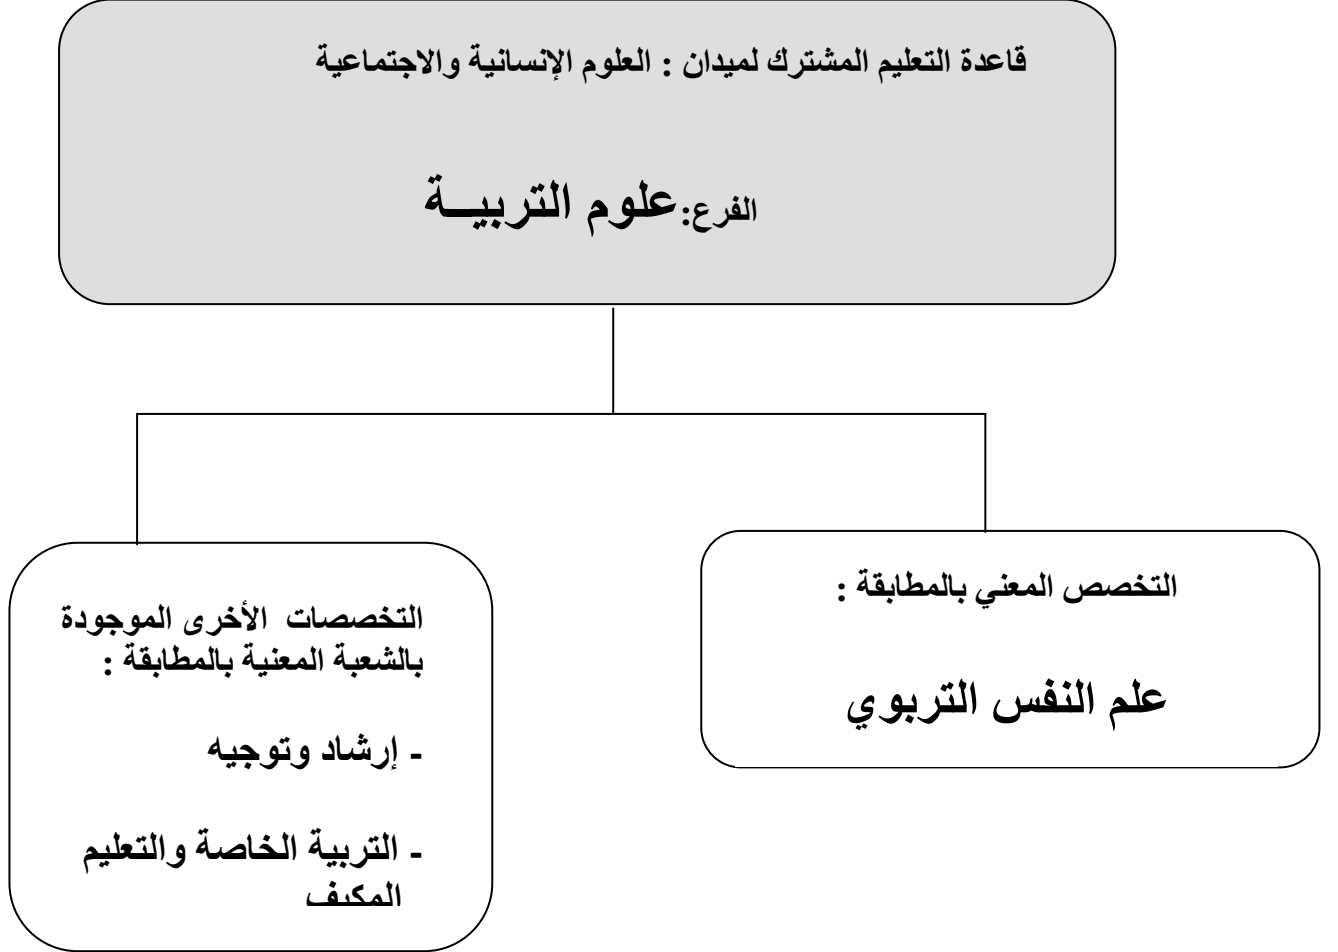 قاعدة التعليم المشترك لميدان : العلوم الإنسانية والاجتماعية
الفرع:علوم التربيــة
التخصص المعني بالمطابقة :
علم النفس التربوي
التخصصات الأخرى الموجودة
بالشعبة المعنية بالمطابقة :
- إرشاد وتوجيه
- التربية الخاصة والتعليم
المكيف